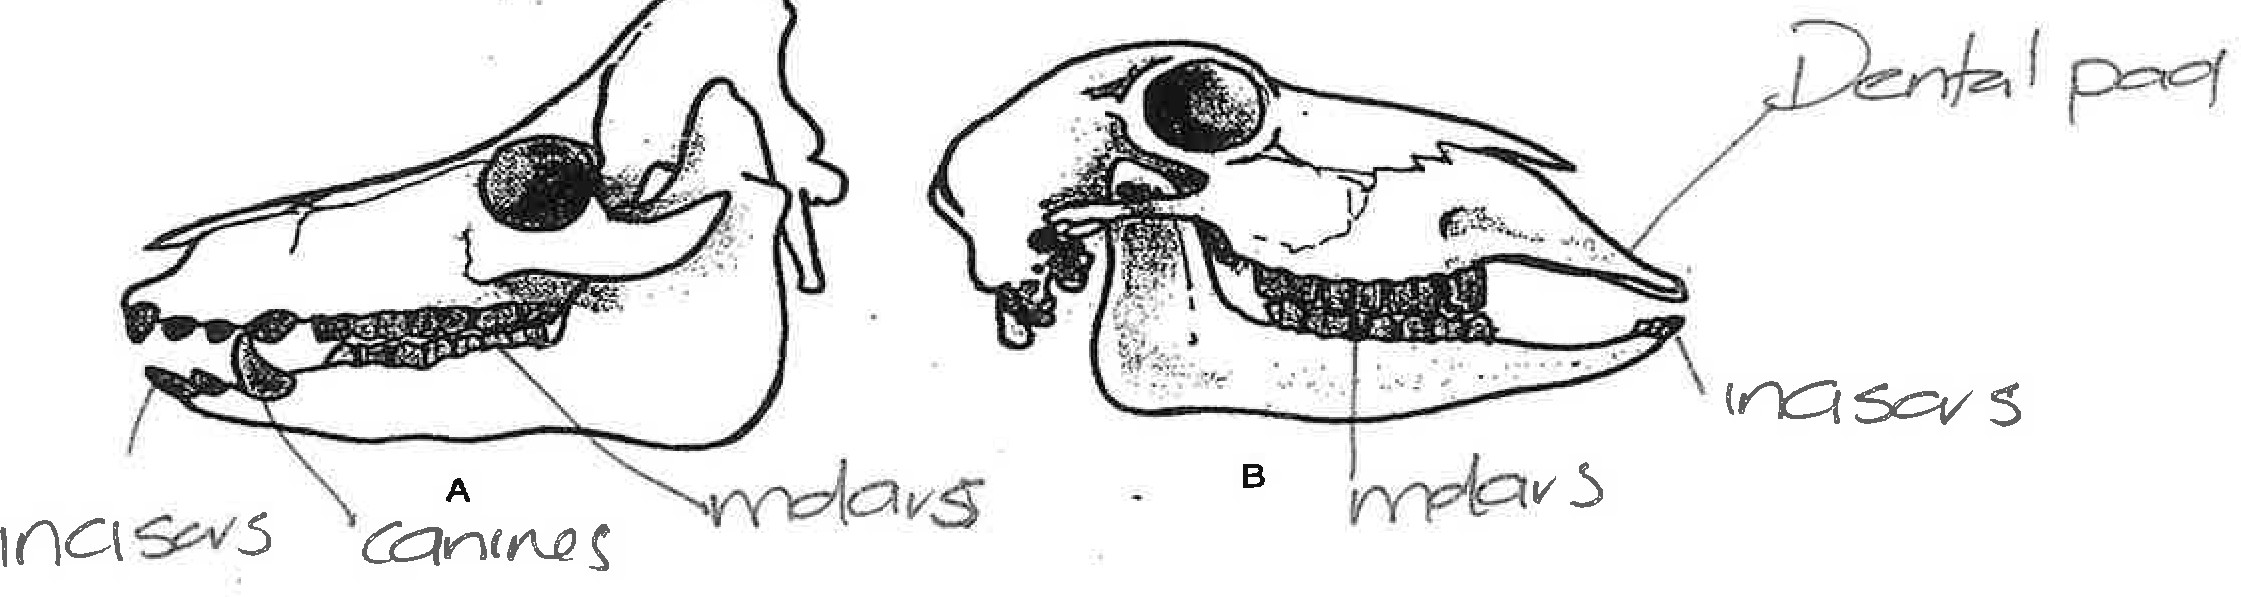 Dental pad
incisors
A
B
molars
molars
incisors
canines